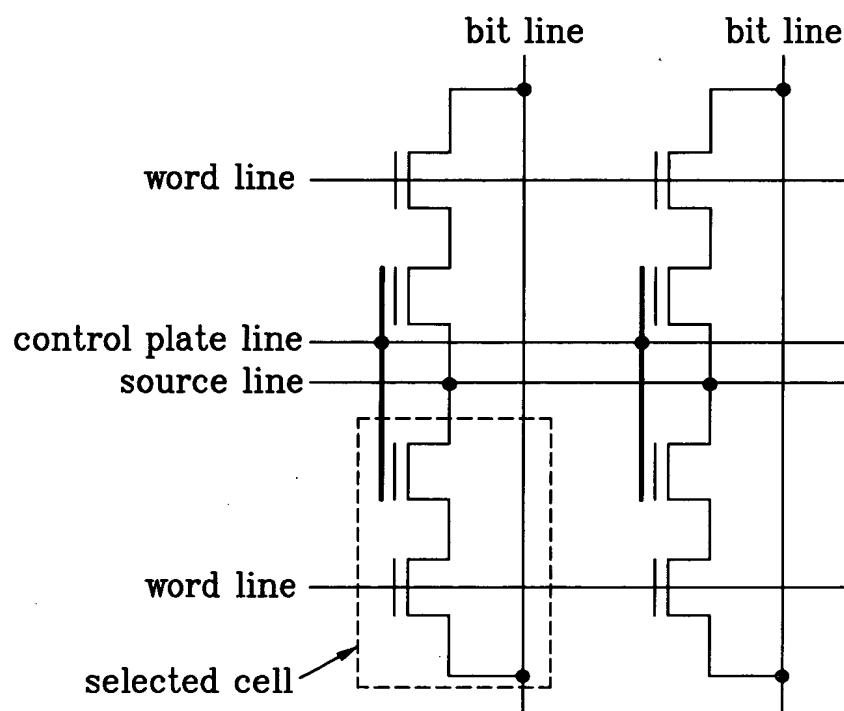 bit line
bit line
word line
control plate line
source line
word line
selected cell